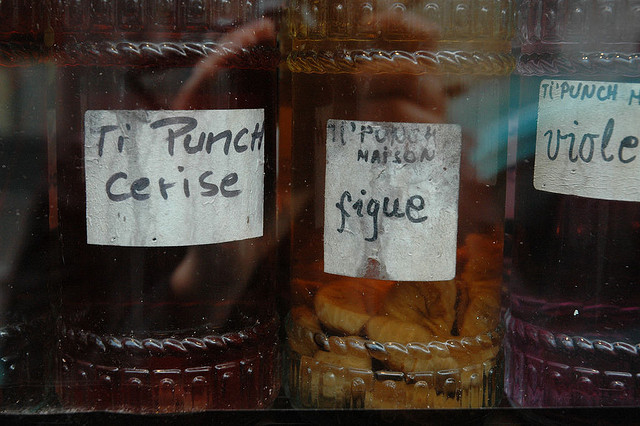 Ti Punch
cerise
Ti'PUNCH
MAISON
figue
Ti'PUNCH M
viole